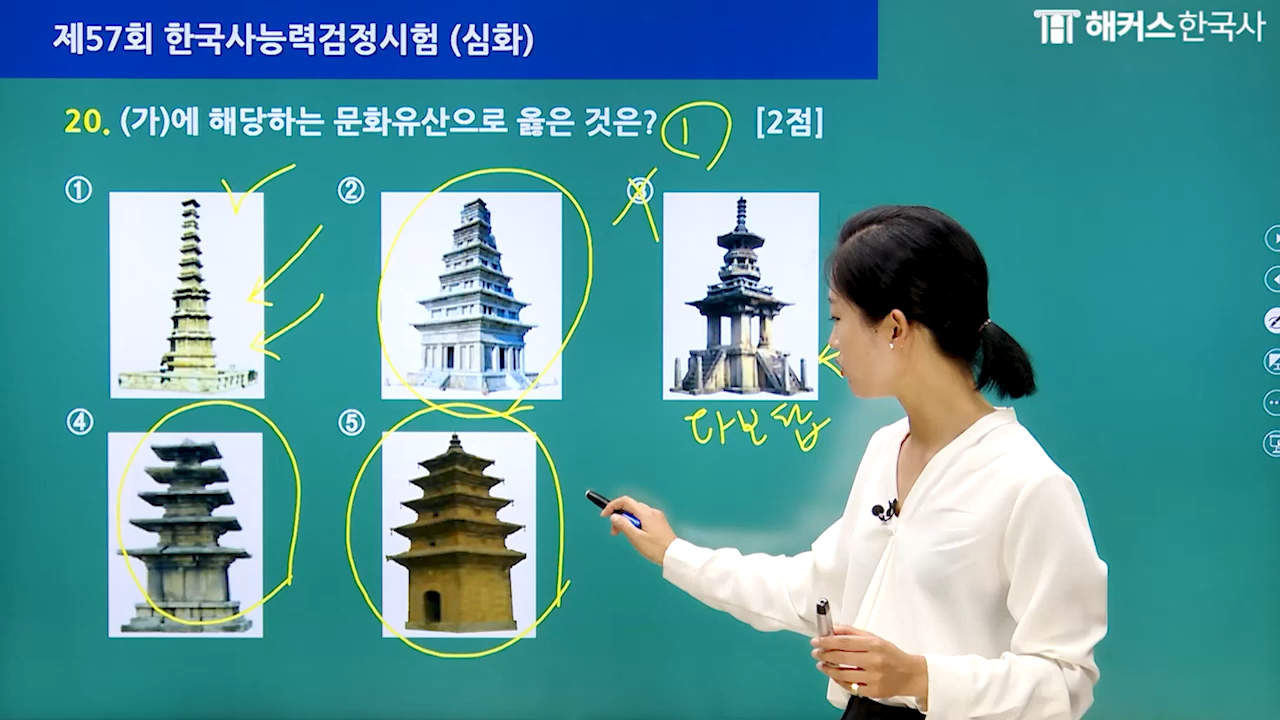 제57회 한국사능력검정시험 (심화)
해커스한국사
20. (가)에 해당하는 문화유산으로 옳은 것은? ① [2점]
①
②
③
다보탑
④
⑤